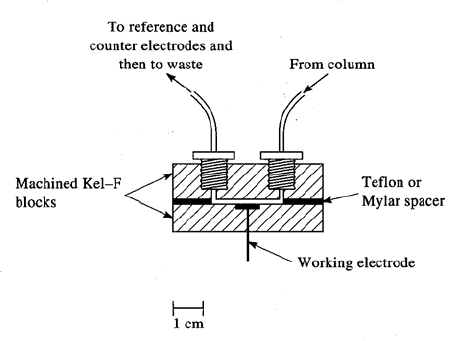 To reference and
counter electrodes and
then to waste
From column
Machined Kel–F
blocks
Teflon or
Mylar spacer
Working electrode
1 cm